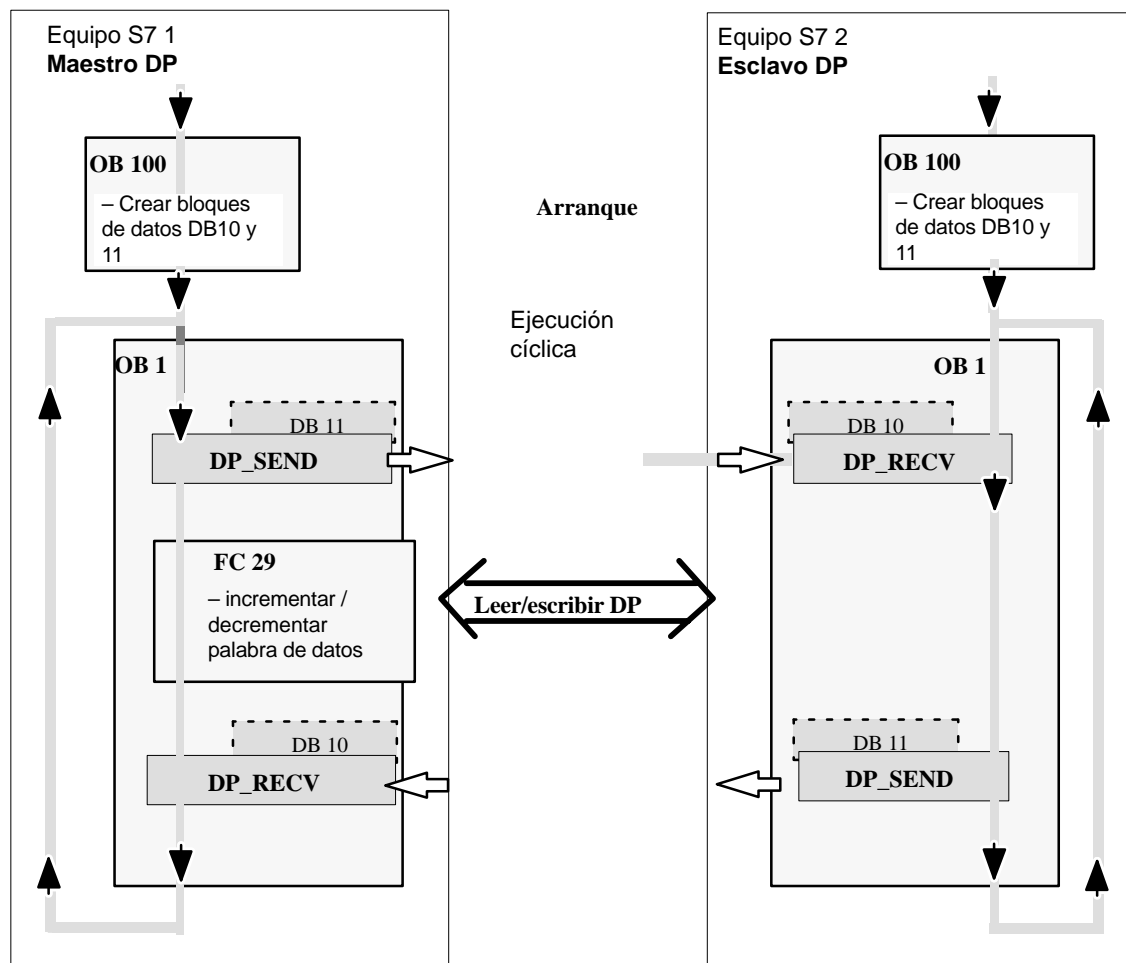 Equipo S7 1
Maestro DP
Equipo S7 2
Esclavo DP
OB 100
– Crear bloques
de datos DB10 y
11
Arranque
OB 100
– Crear bloques
de datos DB10 y
11
Ejecución
cíclica
OB 1
OB 1
DB 11
DP_SEND
DB 10
DP_RECV
FC 29
– incrementar /
decrementar
palabra de datos
Leer/escribir DP
DB 10
DP_RECV
DB 11
DP_SEND